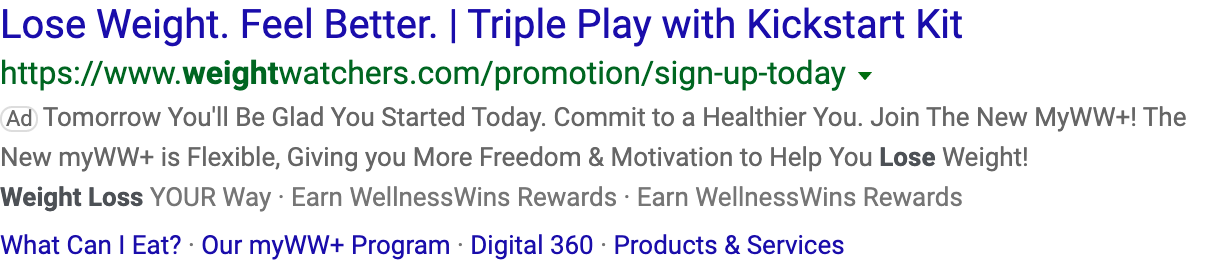 Lose Weight. Feel Better. | Triple Play with Kickstart Kit
https://www.weightwatchers.com/promotion/sign-up-today
Ad Tomorrow You'll Be Glad You Started Today. Commit to a Healthier You. Join The New MyWW+! The
New myWW+ is Flexible, Giving you More Freedom & Motivation to Help You Lose Weight!
Weight Loss YOUR Way · Earn WellnessWins Rewards · Earn WellnessWins Rewards
What Can I Eat? · Our myWW+ Program · Digital 360 · Products & Services